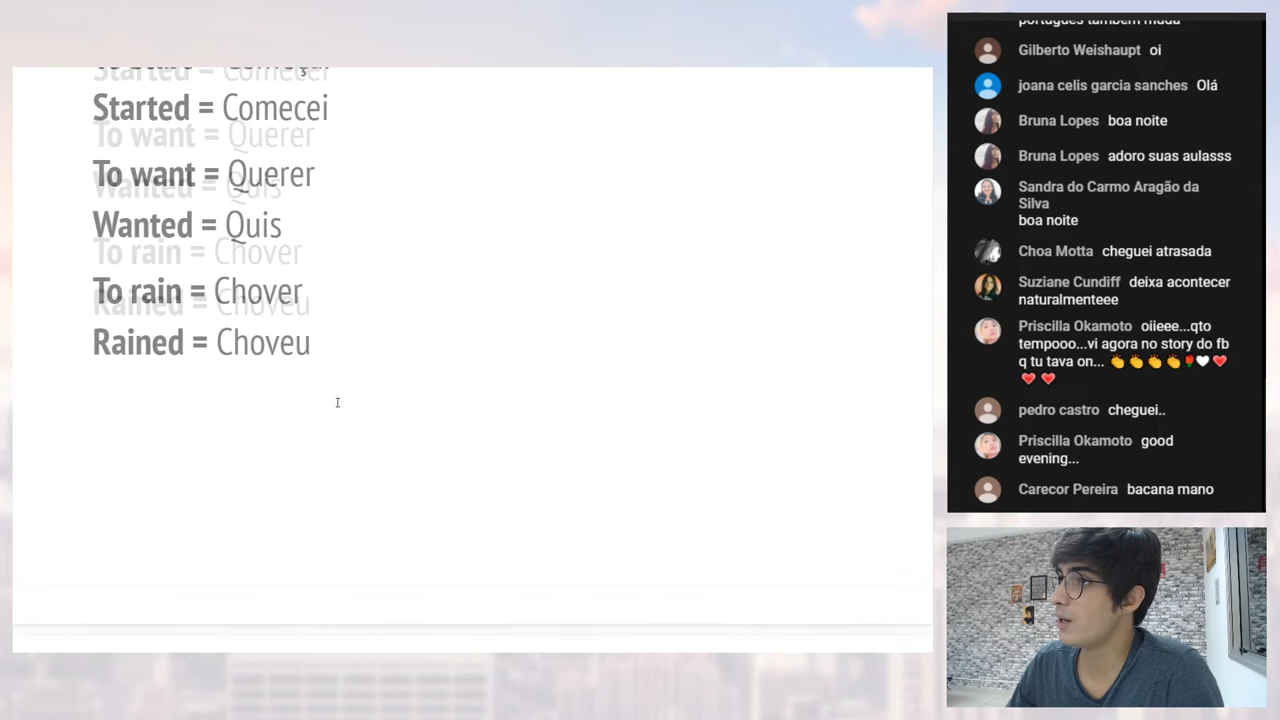 Started = Comecei
To want = Querer
Wanted = Quis
To rain = Chover
Rained = Choveu
português também muda
Gilberto Weishaupt oi
joana celis garcia sanches Olá
Bruna Lopes boa noite
Bruna Lopes adoro suas aulasss
Sandra do Carmo Aragão da
Silva
boa noite
Choa Motta cheguei atrasada
Suziane Cundiff deixa acontecer
naturalmenteee
Priscilla Okamoto oiieee...qto
tempooo...vi agora no story do fb
q tu tava on... 👏 👏 👏 👏 🌹 🤍 ❤️
❤️ ❤️
pedro castro cheguei..
Priscilla Okamoto good
evening...
Carecor Pereira bacana mano